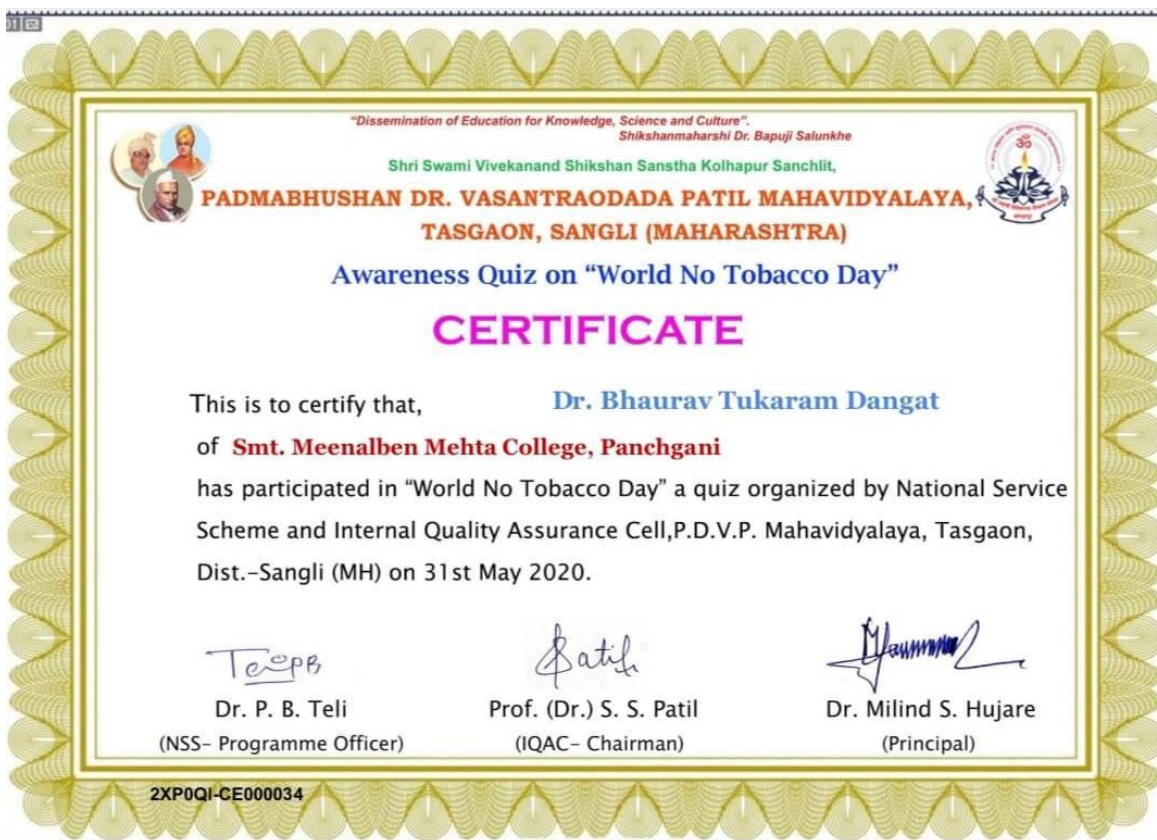 “Dissemination of Education for Knowledge, Science and Culture”.
Shikshanmaharshi Dr. Bapuji Salunkhe
Shri Swami Vivekanand Shikshan Sanstha Kolhapur Sanchlit,
PADMABHUSHAN DR. VASANTRAODADA PATIL MAHAVIDYALAYA,
TASGAON, SANGLI (MAHARASHTRA)
Awareness Quiz on “World No Tobacco Day”
CERTIFICATE
This is to certify that, Dr. Bhaurav Tukaram Dangat
of Smt. Meenalben Mehta College, Panchgani
has participated in “World No Tobacco Day” a quiz organized by National Service
Scheme and Internal Quality Assurance Cell,P.D.V.P. Mahavidyalaya, Tasgaon,
Dist.-Sangli (MH) on 31st May 2020.
Dr. P. B. Teli Prof. (Dr.) S. S. Patil Dr. Milind S. Hujare
(NSS- Programme Officer) (IQAC- Chairman) (Principal)
2XP0QI-CE000034